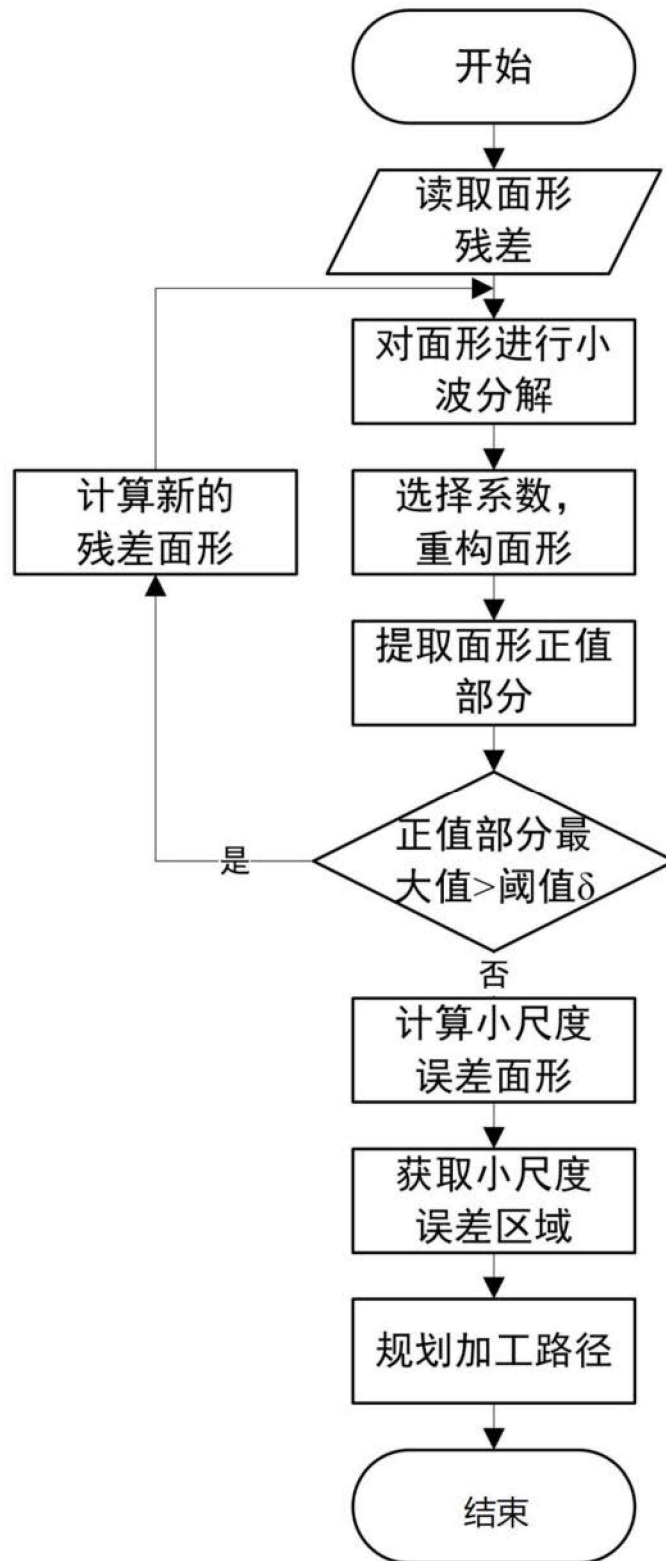 开始
读取面形
残差
对面形进行小
波分解
计算新的
残差面形
选择系数，
重构面形
提取面形正值
部分
正值部分最
大值>阈值δ
是
否
计算小尺度
误差面形
获取小尺度
误差区域
规划加工路径
结束